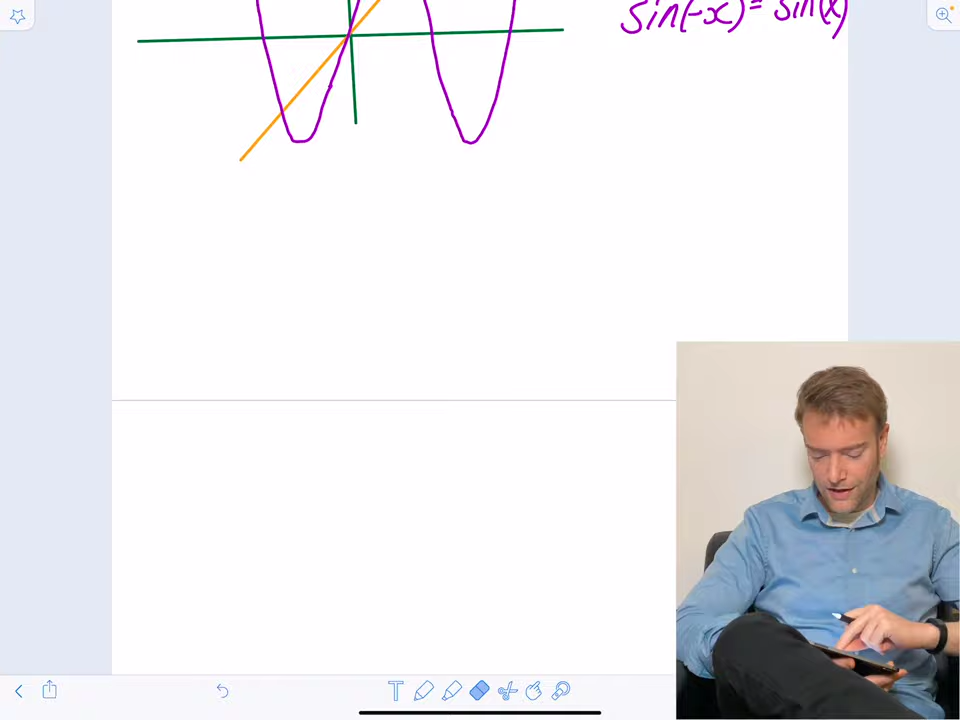 sin(-x) = sin(x)
T